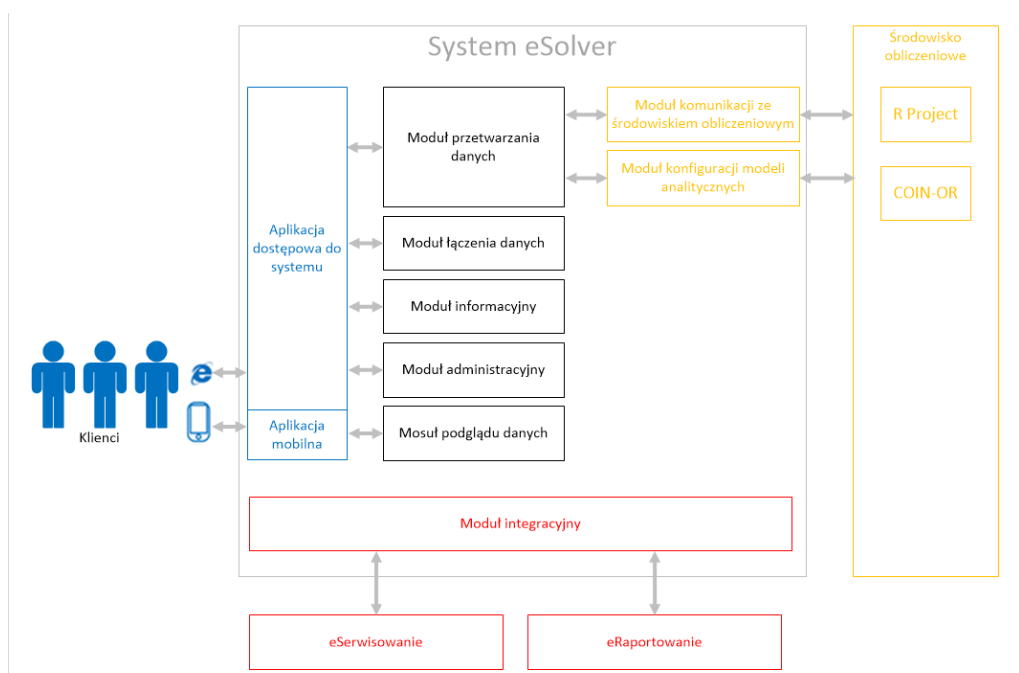 System eSolver
Środowisko
obliczeniowe
Moduł przetwarzania
danych
Moduł komunikacji ze
środowiskiem obliczeniowym
R Project
Moduł konfiguracji modeli
analitycznych
COIN-OR
Aplikacja
dostępowa do
systemu
Moduł łączenia danych
Moduł informacyjny
Moduł administracyjny
Klienci
Aplikacja
mobilna
Mosuł podglądu danych
Moduł integracyjny
eSerwisowanie
eRaportowanie